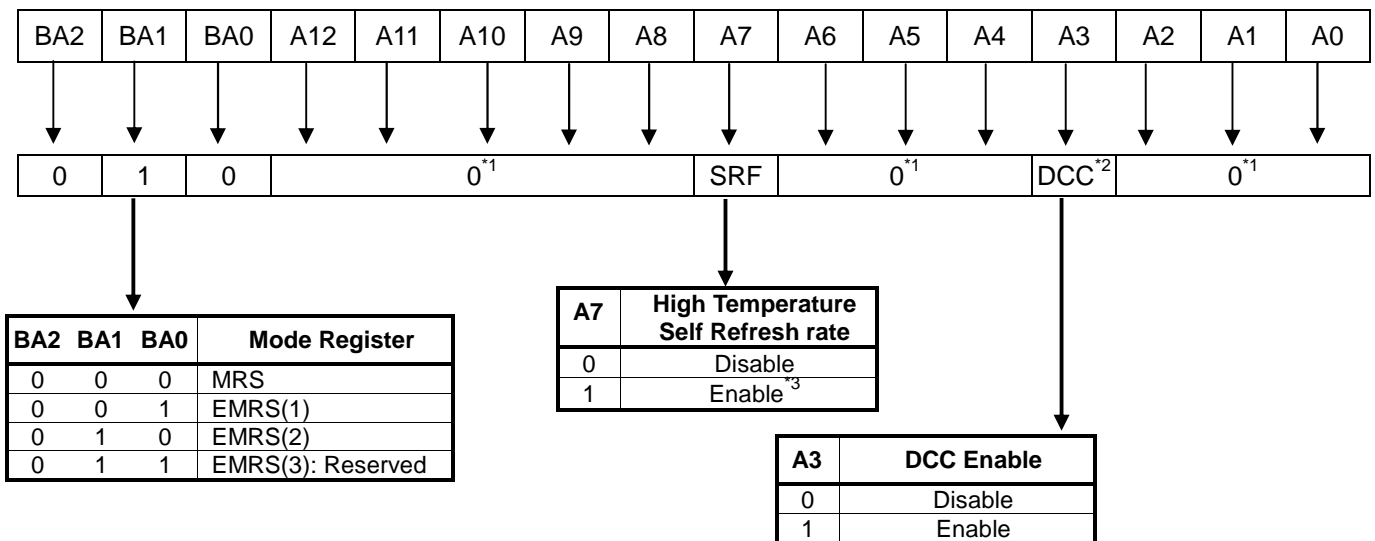 BA2 BA1 BA0 A12 A11 A10 A9 A8 A7 A6 A5 A4 A3 A2 A1 A0
0 1 0 0*1 SRF 0*1 DCC*2 0*1
BA2 BA1 BA0 Mode Register
0 0 0 MRS
0 0 1 EMRS(1)
0 1 0 EMRS(2)
0 1 1 EMRS(3): Reserved
A7 High Temperature
Self Refresh rate
0 Disable
1 Enable*3
A3 DCC Enable
0 Disable
1 Enable